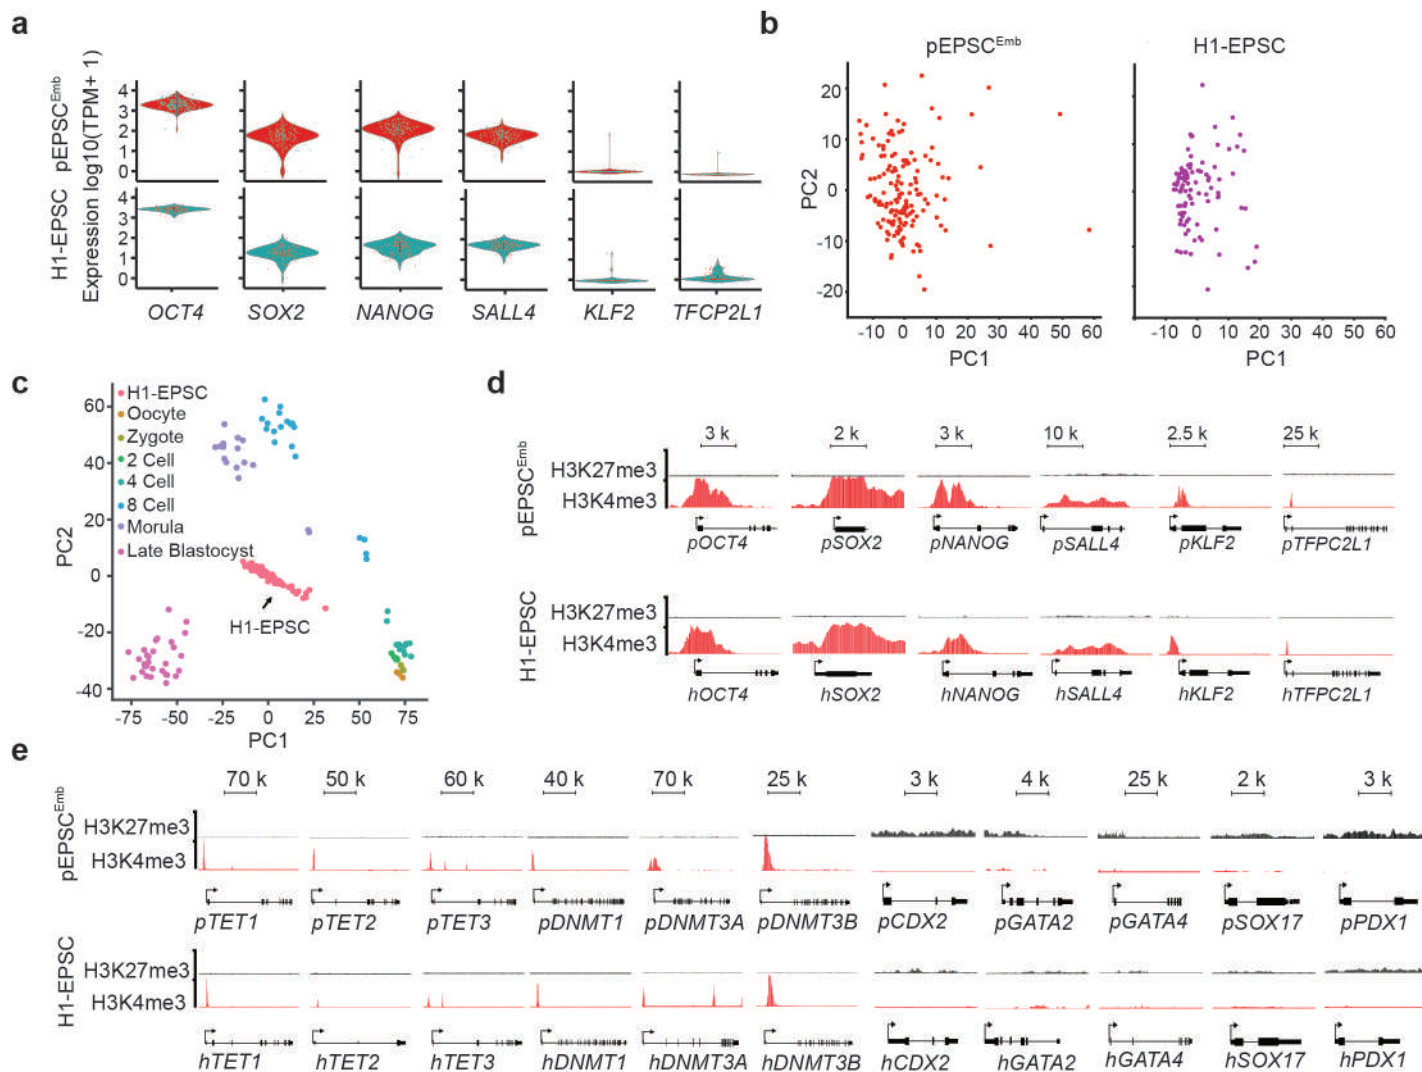 a
pEPSC^Emb
H1-EPSC
Expression log10(TPM+ 1)
4
3
2
1
0
4
3
2
1
0
OCT4 SOX2 NANOG SALL4 KLF2 TFCP2L1
b
pEPSC^Emb H1-EPSC
PC2
20
10
0
-10
-20
-10 0 10 20 30 40 50 60
PC1
-10 0 10 20 30 40 50 60
PC1
c
H1-EPSC
Oocyte
Zygote
2 Cell
4 Cell
8 Cell
Morula
Late Blastocyst
PC2
60
40
20
0
-20
-40
H1-EPSC
-75 -50 -25 0 25 50 75
PC1
d
3 k 2 k 3 k 10 k 2.5 k 25 k
pEPSC^Emb
H3K27me3
H3K4me3
pOCT4 pSOX2 pNANOG pSALL4 pKLF2 pTFPC2L1
H1-EPSC
H3K27me3
H3K4me3
hOCT4 hSOX2 hNANOG hSALL4 hKLF2 hTFPC2L1
e
70 k 50 k 60 k 40 k 70 k 25 k 3 k 4 k 25 k 2 k 3 k
pEPSC^Emb
H3K27me3
H3K4me3
pTET1 pTET2 pTET3 pDNMT1 pDNMT3A pDNMT3B pCDX2 pGATA2 pGATA4 pSOX17 pPDX1
H1-EPSC
H3K27me3
H3K4me3
hTET1 hTET2 hTET3 hDNMT1 hDNMT3A hDNMT3B hCDX2 hGATA2 hGATA4 hSOX17 hPDX1